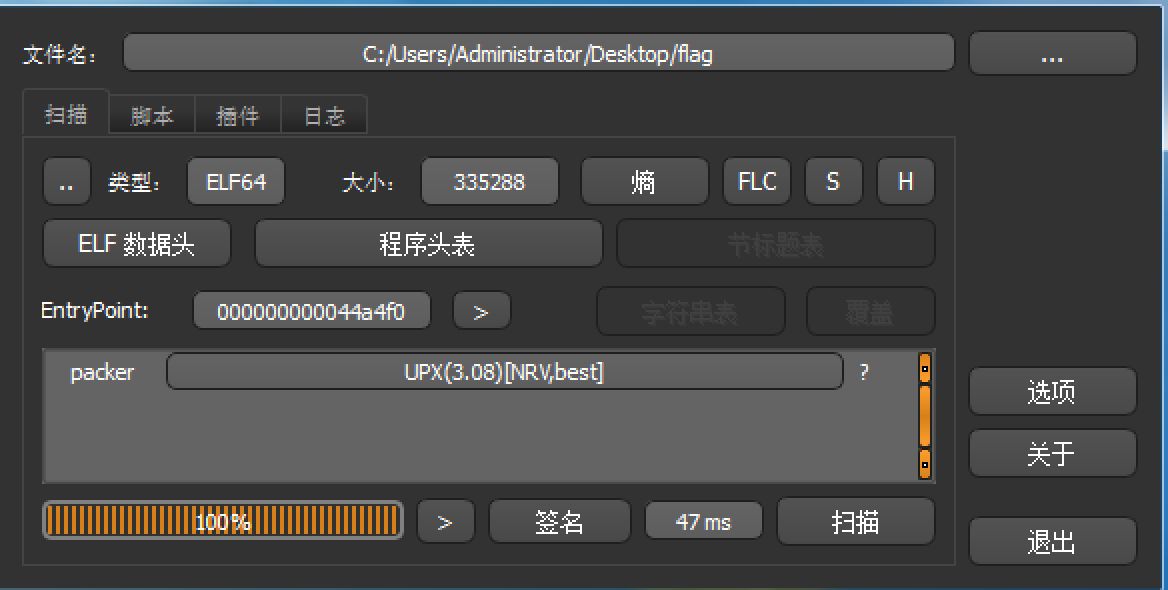 文件名: C:/Users/Administrator/Desktop/flag ...
扫描 脚本 插件 日志
.. 类型: ELF64 大小: 335288 熵 FLC S H
ELF 数据头 程序头表 节标题表
EntryPoint: 000000000044a4f0 > 字符串表 覆盖
packer UPX(3.08)[NRV,best] ?
选项
关于
100% > 签名 47 ms 扫描
退出